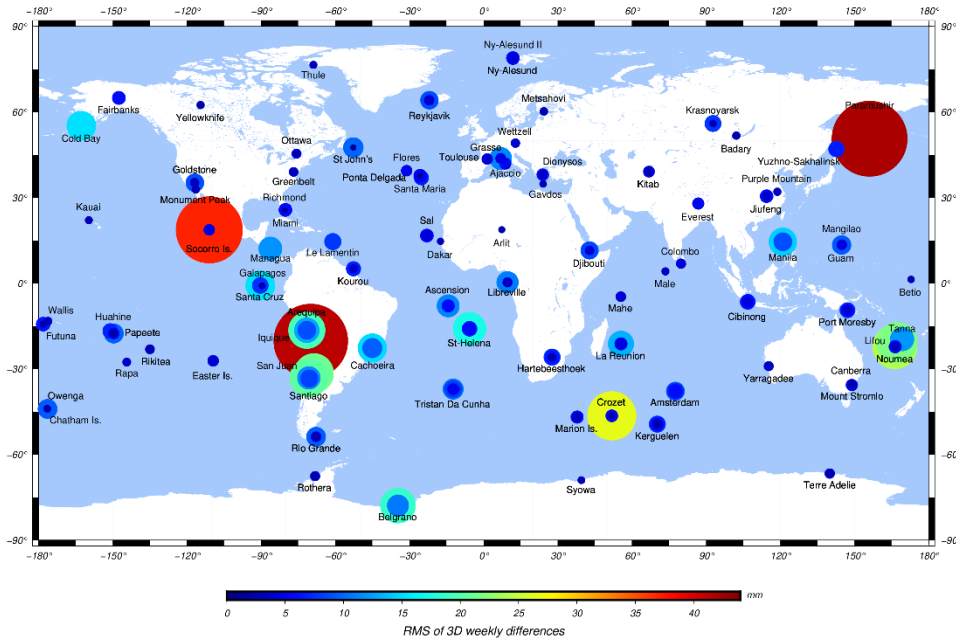 -180° -150° -120° -90° -60° -30° 0° 30° 60° 90° 120° 150° 180°
90° 90°
Ny-Alesund II
Thule Ny-Alesund
60° Fairbanks Yellowknife Reykjavik Metsahovi Krasnoyarsk Paramushir 60°
Cold Bay Ottawa St John's Wettzell Badary
Grasse
Toulouse Yuzhno-Sakhalinsk
Goldstone Greenbelt Flores Ajaccio Dionysos Purple Mountain
Ponta Delgada Kitab
Monument Peak Richmond Santa Maria Gavdos Jiufeng
30° 30°
Kauai Miami Sal Everest
Socorro Is. Le Lamentin Arlit Mangilao
Managua Dakar Djibouti Colombo Manila Guam
Galapagos Kourou Male
0° Santa Cruz Ascension Libreville Betio 0°
Wallis Huahine Arequipa Mahe Cibinong Port Moresby
Futuna Papeete Iquique St-Helena Tanna
Rapa Rikitea Cachoeira La Reunion Lifou
Noumea
Easter Is. San Juan Hartebeesthoek Yarragadee Canberra
-30° -30°
Owenga Santiago Tristan Da Cunha Crozet Amsterdam Mount Stromlo
Chatham Is. Rio Grande Marion Is. Kerguelen
-60° Rothera Syowa Terre Adelie -60°
Belgrano
-90° -90°
-180° -150° -120° -90° -60° -30° 0° 30° 60° 90° 120° 150° 180°
mm
0 5 10 15 20 25 30 35 40
RMS of 3D weekly differences